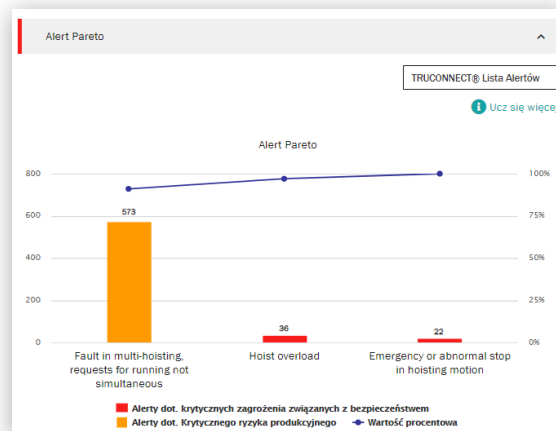 Alert Pareto
TRUCONNECT® Lista Alertów
Ucz się więcej
Alert Pareto
800
600
400
200
0
100%
75%
50%
25%
0%
573
36
22
Fault in multi-hoisting,
requests for running not
simultaneous
Hoist overload
Emergency or abnormal stop
in hoisting motion
Alerty dot. krytycznych zagrożenia związanych z bezpieczeństwem
Alerty dot. Krytycznego ryzyka produkcyjnego
Wartość procentowa